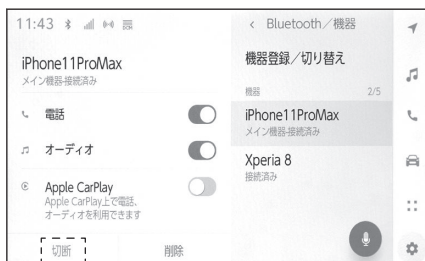 11:43
iPhone11ProMax
メイン機器-接続済み
電話
オーディオ
Apple CarPlay
Apple CarPlay上で電話、
オーディオを利用できます
切断
削除
Bluetooth／機器
機器登録／切り替え
機器 2/5
iPhone11ProMax
メイン機器-接続済み
Xperia 8
接続済み